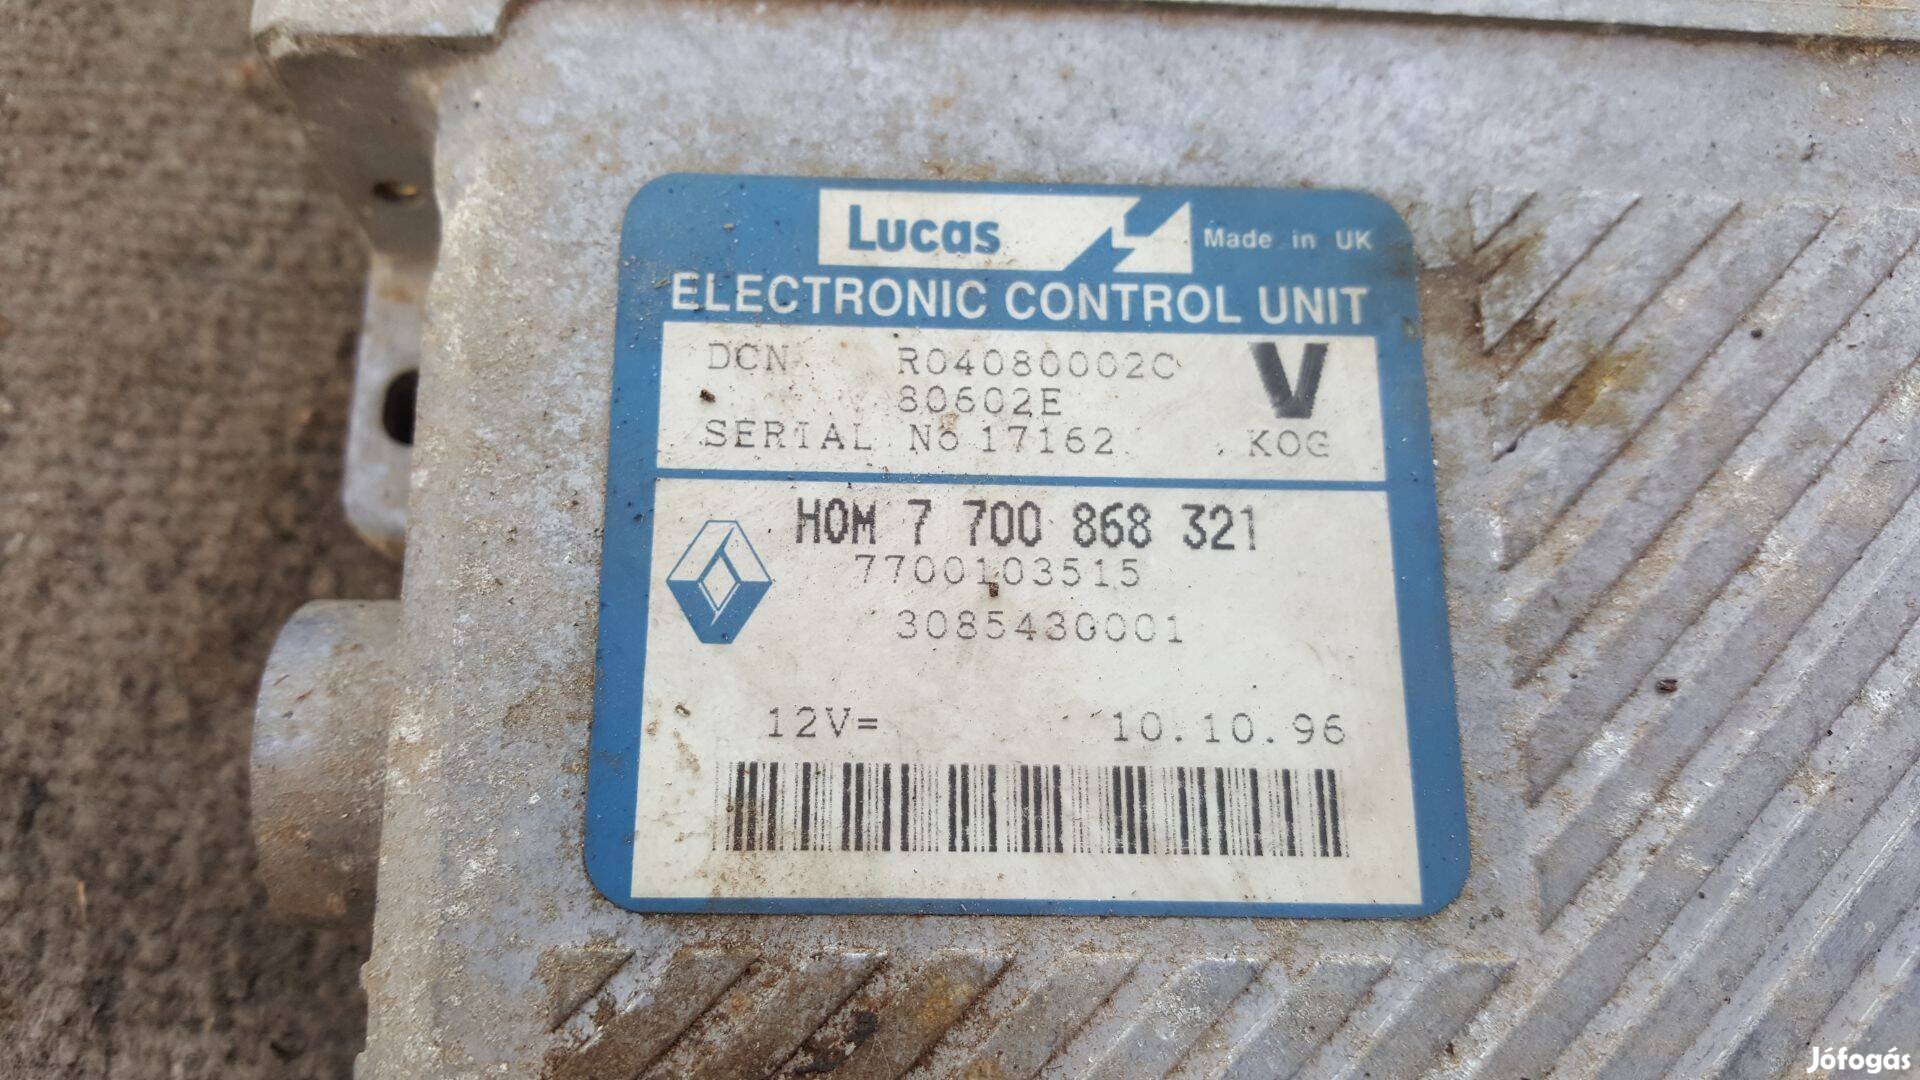 Lucas Made in UK
ELECTRONIC CONTROL UNIT
DCN R04080002C V
80602E
SERIAL No 17162 KOG
HOM 7 700 868 321
7700103515
3085430001
12V= 10.10.96
Jófogás